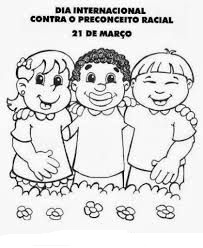 DIA INTERNACIONAL
CONTRA O PRECONCEITO RACIAL
21 DE MARÇO